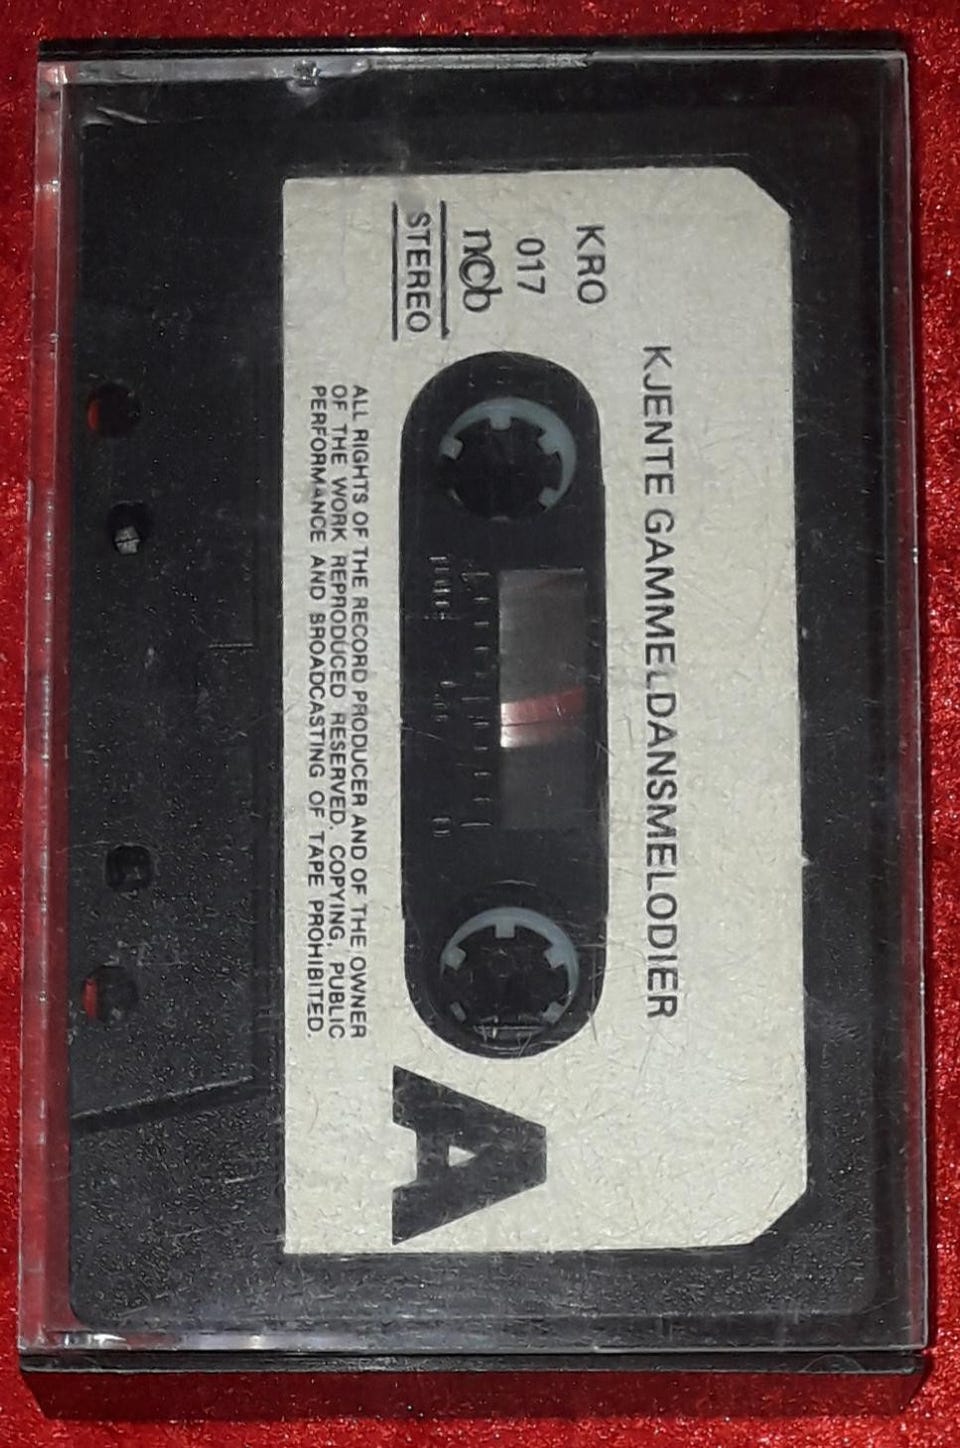 KJENTE GAMMELDANSMELODIER
KRO
017
ncb
STEREO
A
ALL RIGHTS OF THE RECORD PRODUCER AND OF THE OWNER
OF THE WORK REPRODUCED RESERVED. COPYING, PUBLIC
PERFORMANCE AND BROADCASTING OF TAPE PROHIBITED.